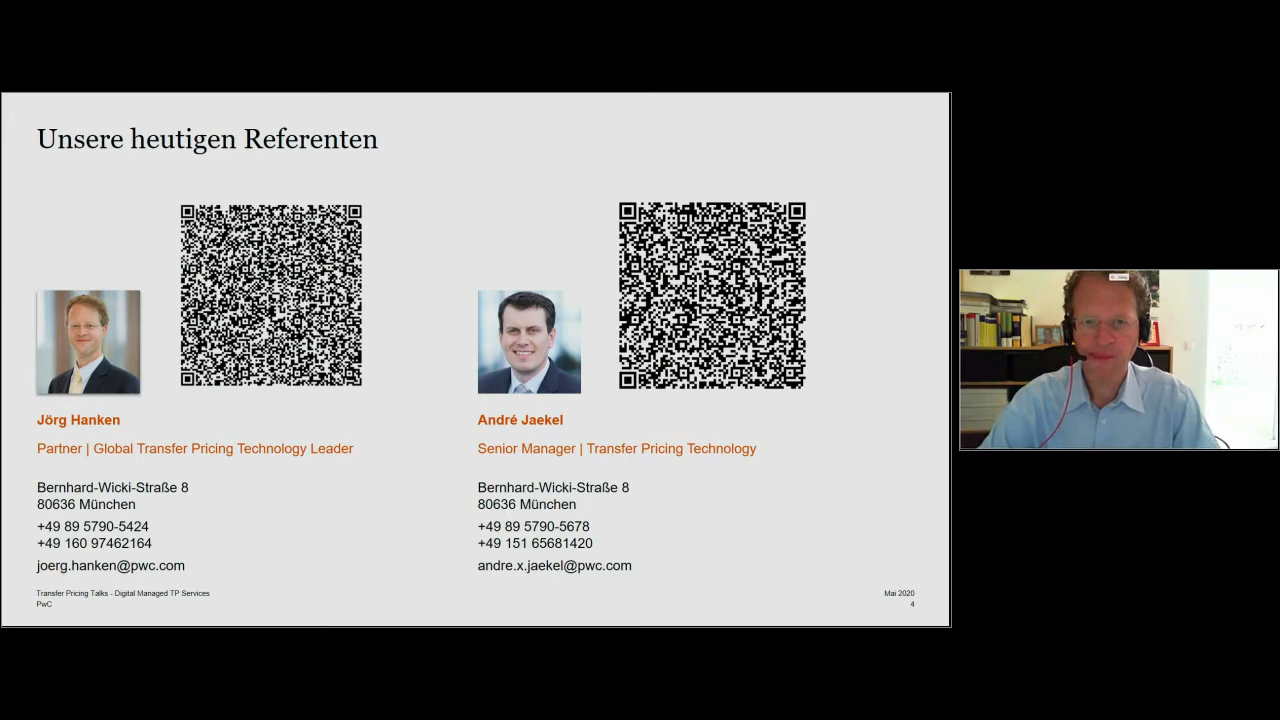 Unsere heutigen Referenten
Jörg Hanken
Partner | Global Transfer Pricing Technology Leader
Bernhard-Wicki-Straße 8
80636 München
+49 89 5790-5424
+49 160 97462164
joerg.hanken@pwc.com
André Jaekel
Senior Manager | Transfer Pricing Technology
Bernhard-Wicki-Straße 8
80636 München
+49 89 5790-5678
+49 151 65681420
andre.x.jaekel@pwc.com
Transfer Pricing Talks - Digital Managed TP Services
PwC
Mai 2020
4